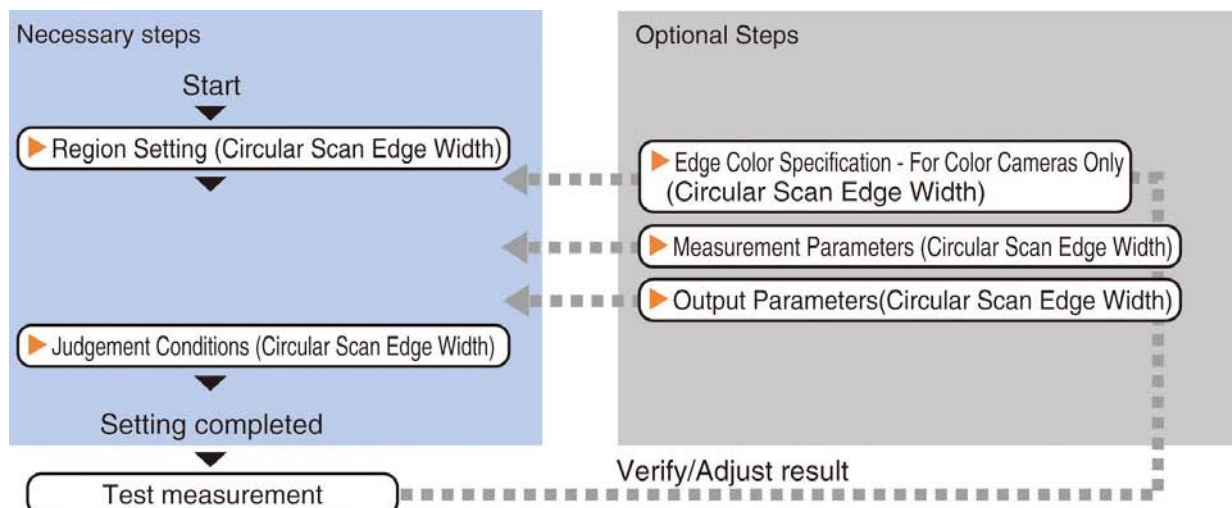 Necessary steps
Start
Region Setting (Circular Scan Edge Width)
Judgement Conditions (Circular Scan Edge Width)
Setting completed
Test measurement
Optional Steps
Edge Color Specification - For Color Cameras Only
(Circular Scan Edge Width)
Measurement Parameters (Circular Scan Edge Width)
Output Parameters(Circular Scan Edge Width)
Verify/Adjust result